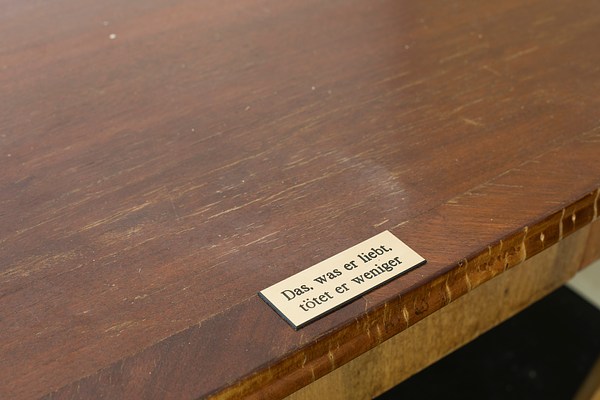 Das, was er liebt,
tötet er weniger